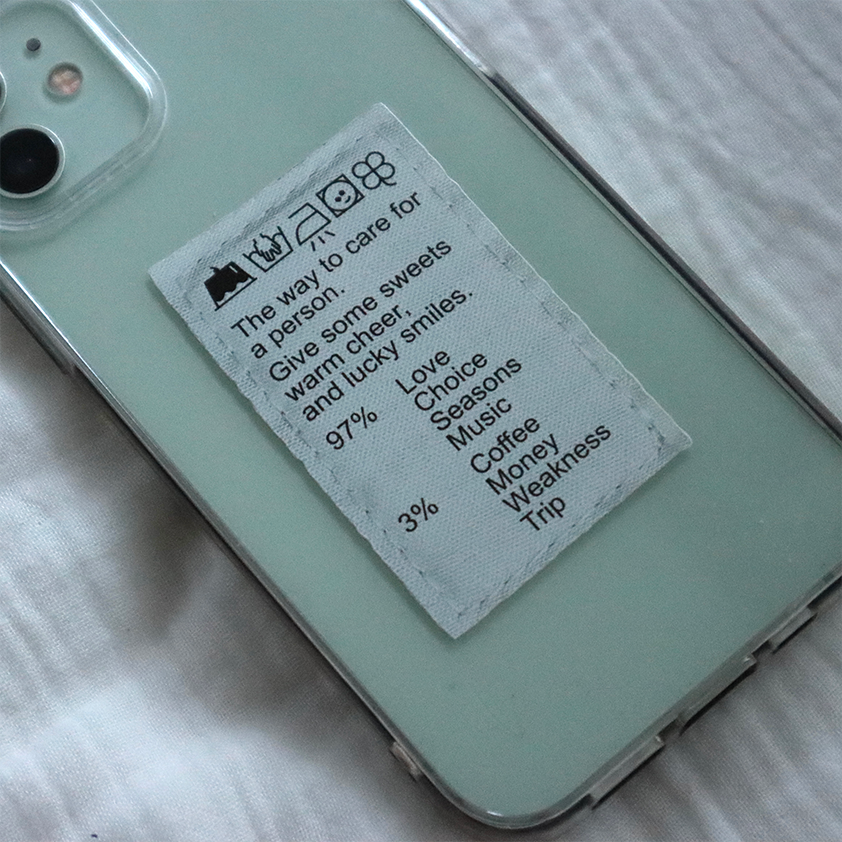 The way to care for
a person.
Give some sweets
warm cheer,
and lucky smiles.
97% Love
Choice
Seasons
Music
Coffee
3% Money
Weakness
Trip